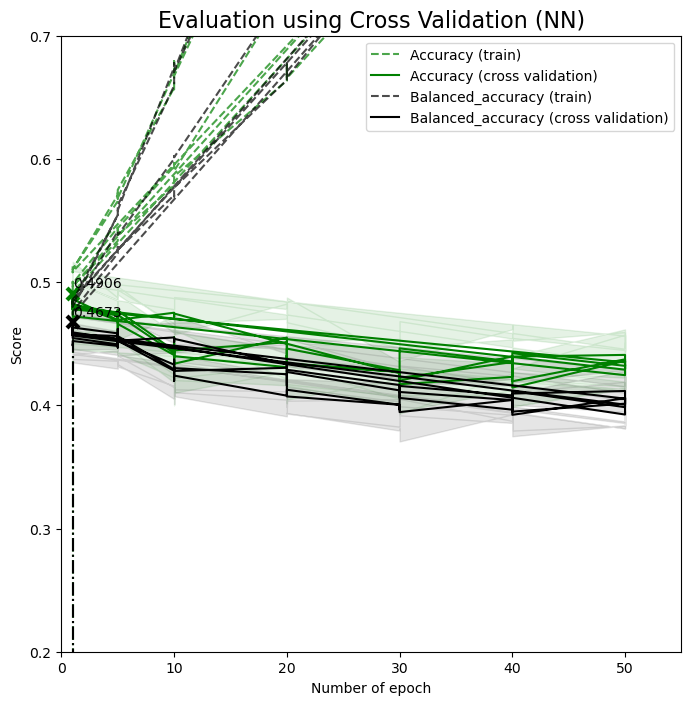 Evaluation using Cross Validation (NN)
0.7
0.6
0.5
0.4
0.3
0.2
Score
Accuracy (train)
Accuracy (cross validation)
Balanced_accuracy (train)
Balanced_accuracy (cross validation)
0.4906
0.4673
0 10 20 30 40 50
Number of epoch